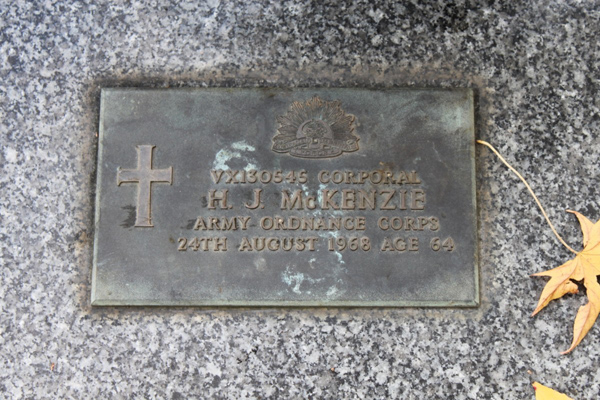 VX130545 CORPORAL
H. J. McKENZIE
ARMY ORDNANCE CORPS
24TH AUGUST 1968 AGE 64